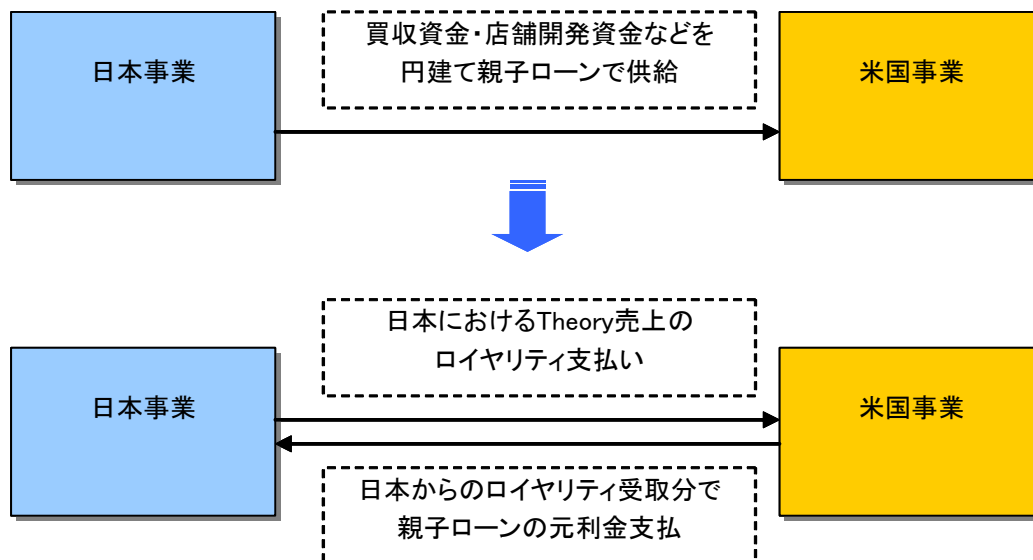 買収資金・店舗開発資金などを
円建て親子ローンで供給
日本事業
米国事業
日本におけるTheory売上の
ロイヤリティ支払い
日本事業
米国事業
日本からのロイヤリティ受取分で
親子ローンの元利金支払